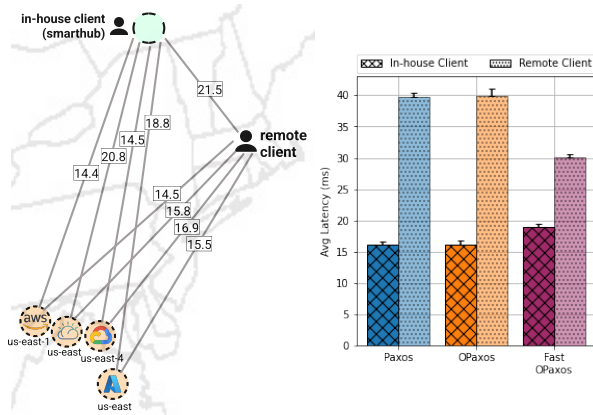 in-house client
(smarthub)
21.5
18.8
14.5
20.8
14.4
remote
client
14.5
15.8
16.9
15.5
aws
us-east-1
us-east
us-east-4
us-east
In-house Client
Remote Client
Avg Latency (ms)
40
35
30
25
20
15
10
5
0
Paxos
OPaxos
Fast
OPaxos